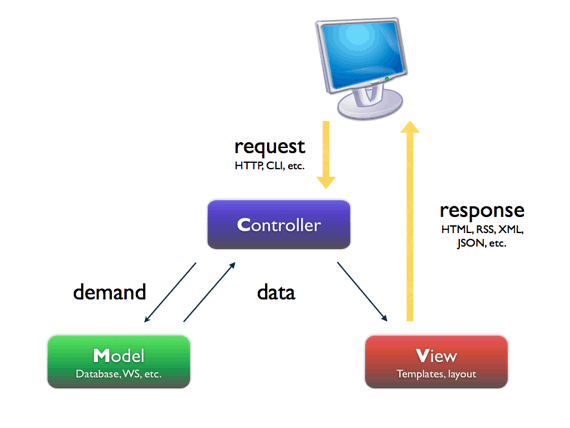 request
HTTP, CLI, etc.
Controller
response
HTML, RSS, XML,
JSON, etc.
demand
data
Model
Database, WS, etc.
View
Templates, layout